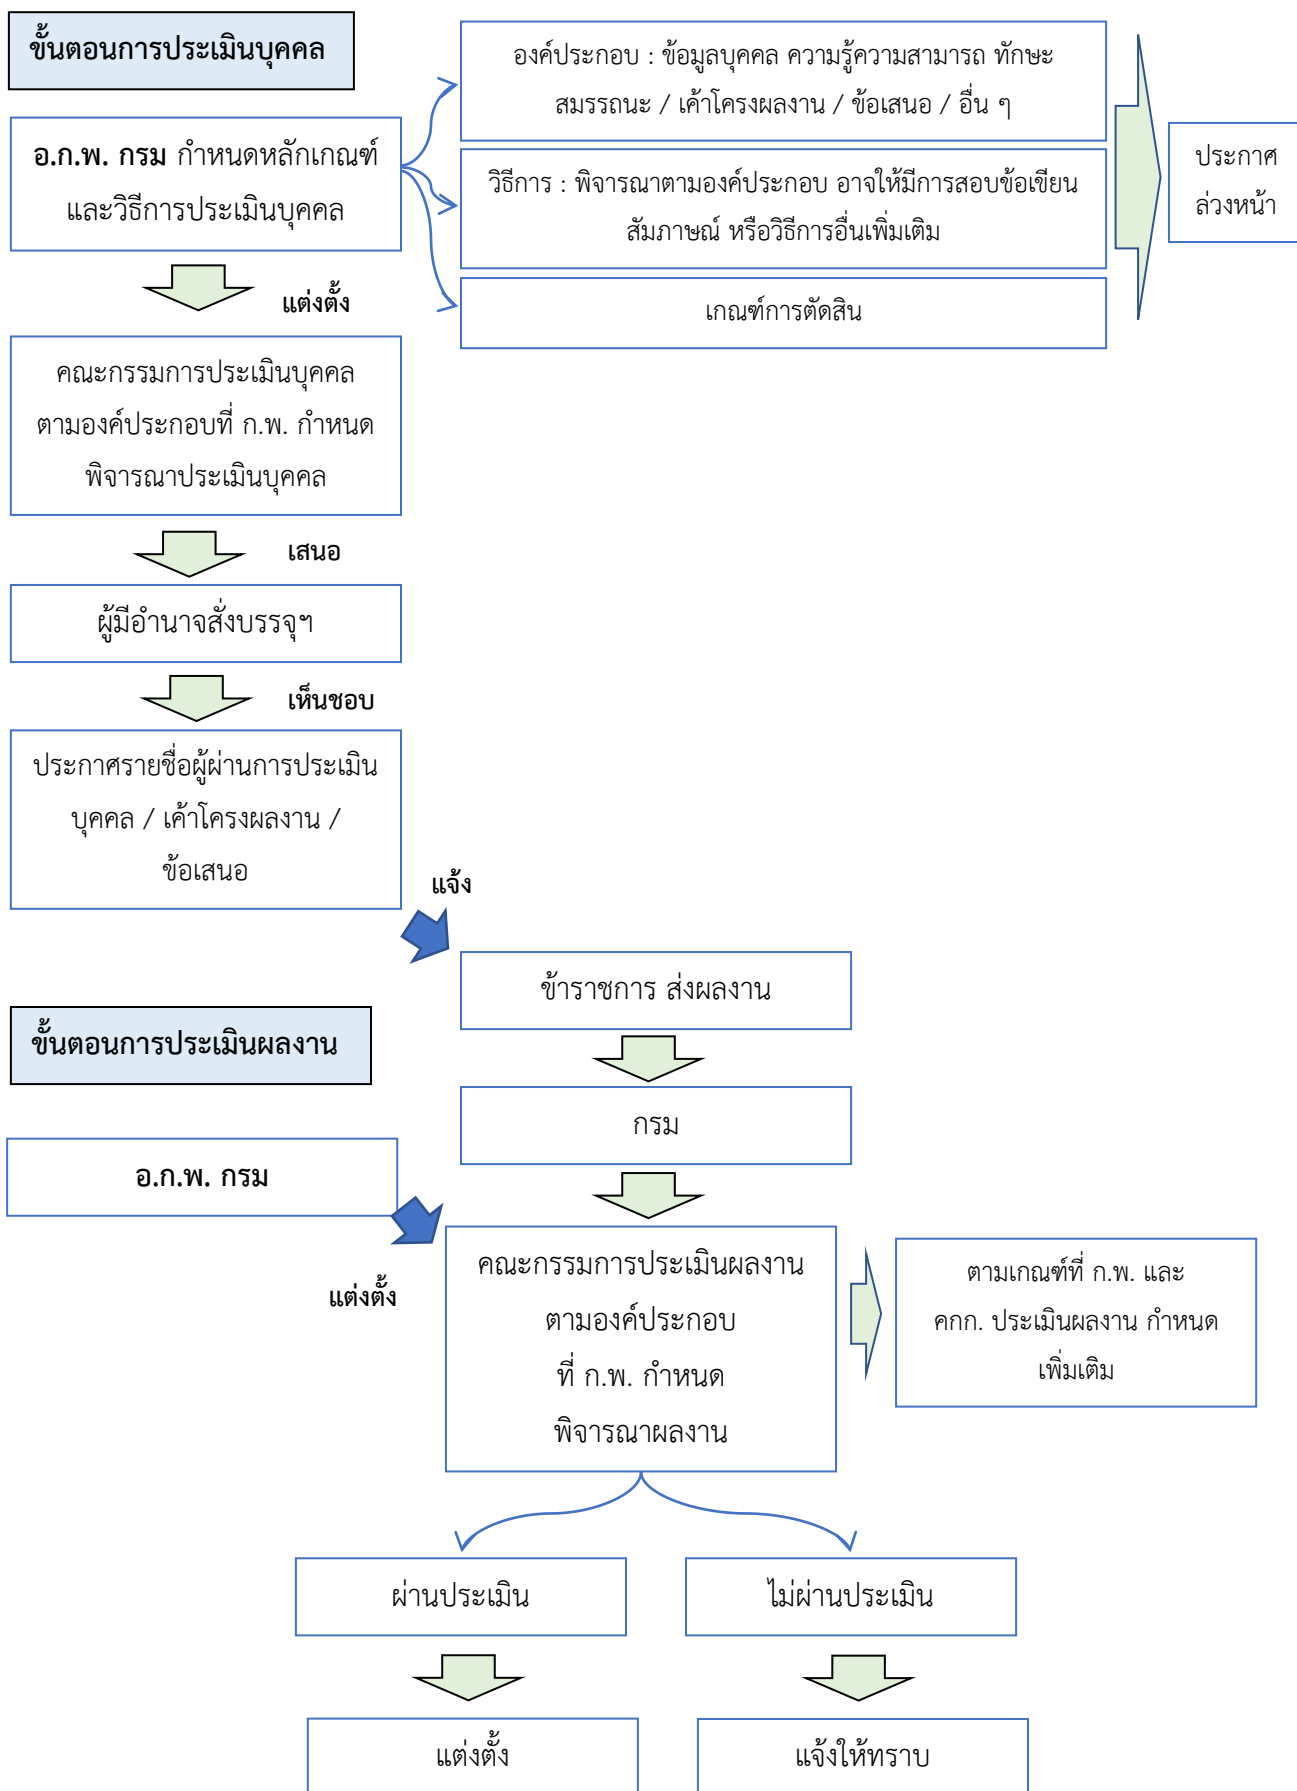 ขั้นตอนการประเมินบุคคล
อ.ก.พ. กรม กำหนดหลักเกณฑ์
และวิธีการประเมินบุคคล
องค์ประกอบ : ข้อมูลบุคคล ความรู้ความสามารถ ทักษะ
สมรรถนะ / เค้าโครงผลงาน / ข้อเสนอ / อื่น ๆ
วิธีการ : พิจารณาตามองค์ประกอบ อาจให้มีการสอบข้อเขียน
สัมภาษณ์ หรือวิธีการอื่นเพิ่มเติม
เกณฑ์การตัดสิน
ประกาศ
ล่วงหน้า
แต่งตั้ง
คณะกรรมการประเมินบุคคล
ตามองค์ประกอบที่ ก.พ. กำหนด
พิจารณาประเมินบุคคล
เสนอ
ผู้มีอำนาจสั่งบรรจุฯ
เห็นชอบ
ประกาศรายชื่อผู้ผ่านการประเมิน
บุคคล / เค้าโครงผลงาน /
ข้อเสนอ
แจ้ง
ข้าราชการ ส่งผลงาน
ขั้นตอนการประเมินผลงาน
กรม
อ.ก.พ. กรม
แต่งตั้ง
คณะกรรมการประเมินผลงาน
ตามองค์ประกอบ
ที่ ก.พ. กำหนด
พิจารณาผลงาน
ตามเกณฑ์ที่ ก.พ. และ
คกก. ประเมินผลงาน กำหนด
เพิ่มเติม
ผ่านประเมิน
ไม่ผ่านประเมิน
แต่งตั้ง
แจ้งให้ทราบ